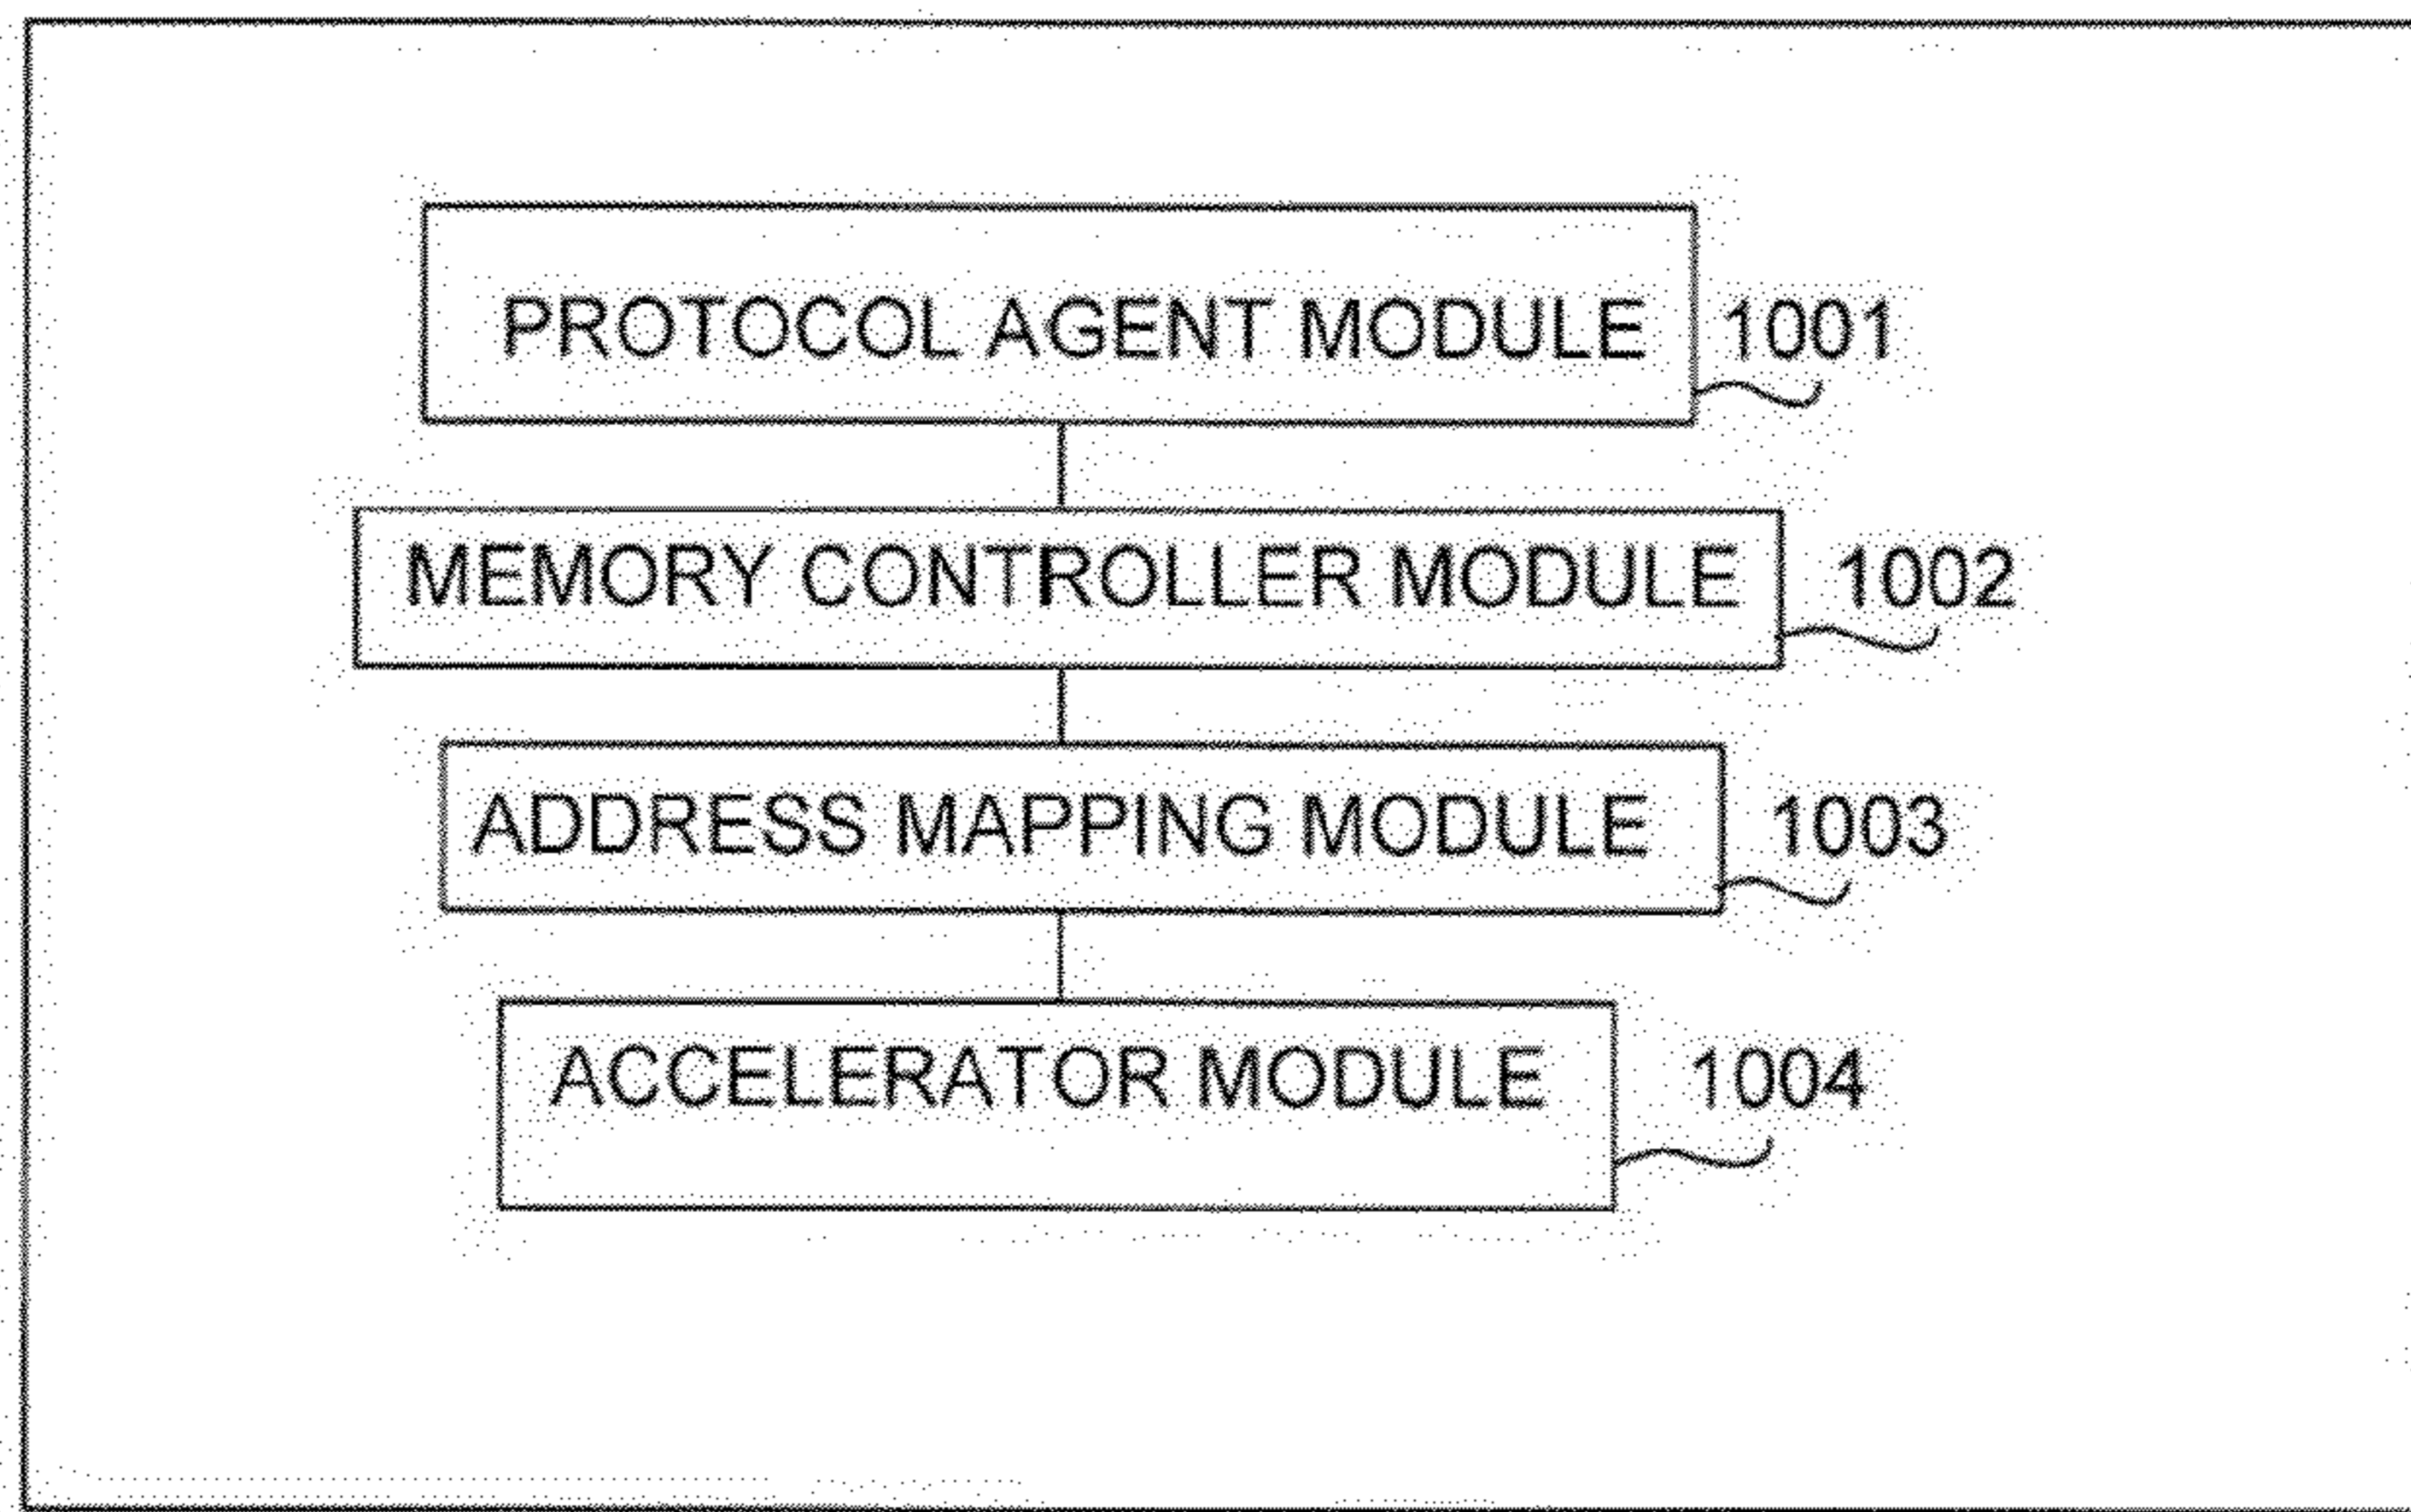 PROTOCOL AGENT MODULE 1001
MEMORY CONTROLLER MODULE 1002
ADDRESS MAPPING MODULE 1003
ACCELERATOR MODULE 1004